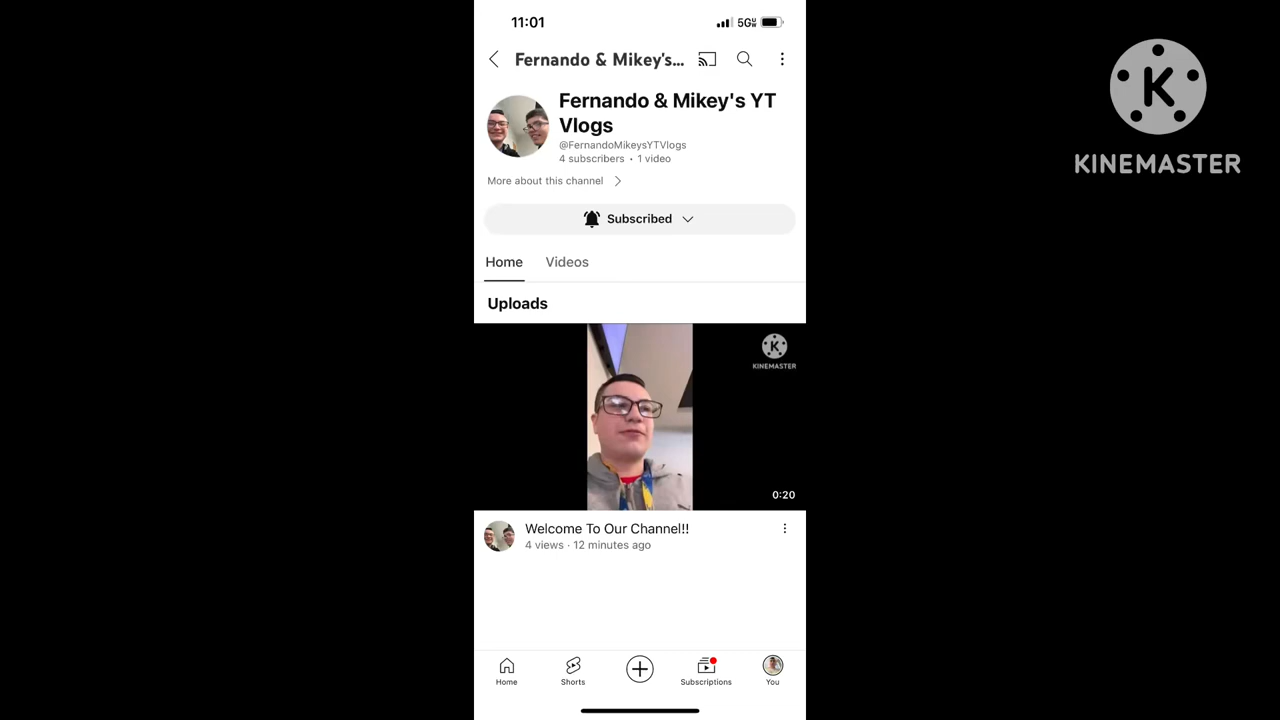 11:01
5G UW
Fernando & Mikey's...
Fernando & Mikey's YT
Vlogs
@FernandoMikeysYTVlogs
4 subscribers • 1 video
More about this channel
Subscribed
Home Videos
Uploads
K
KINEMASTER
0:20
Welcome To Our Channel!!
4 views · 12 minutes ago
Home Shorts Subscriptions You
K
KINEMASTER